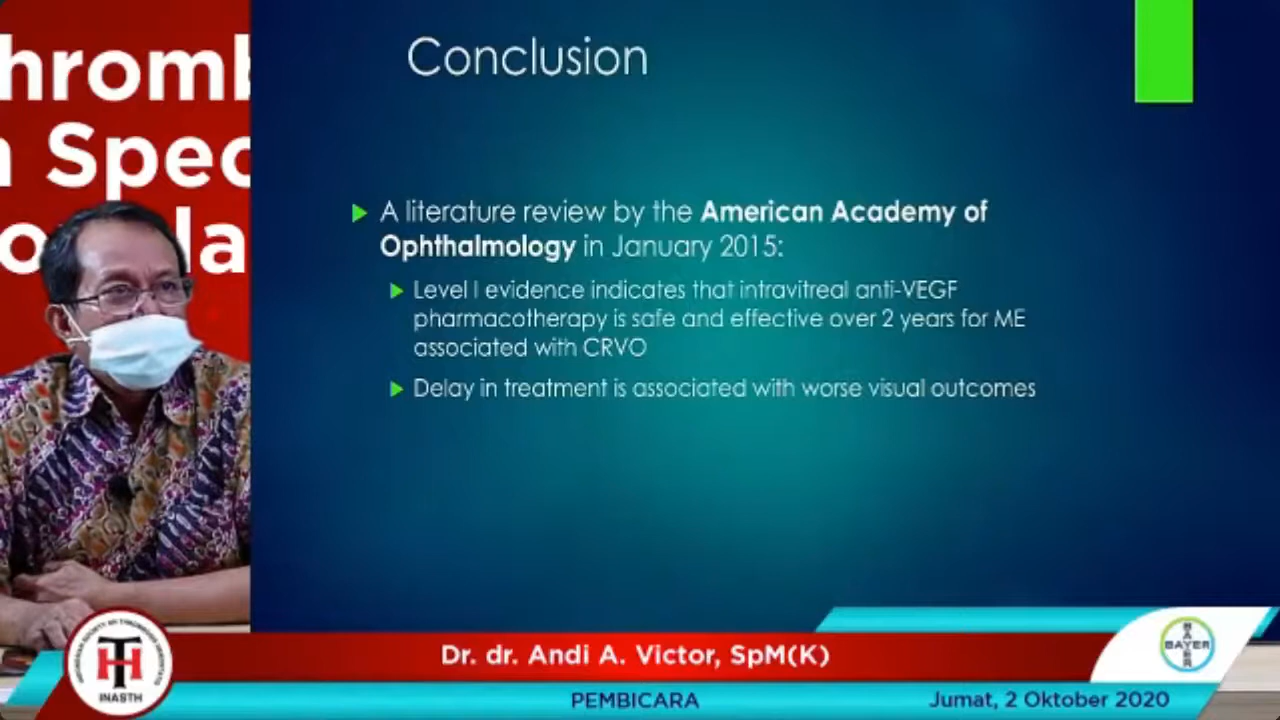 Conclusion
A literature review by the American Academy of
Ophthalmology in January 2015:
Level I evidence indicates that intravitreal anti-VEGF
pharmacotherapy is safe and effective over 2 years for ME
associated with CRVO
Delay in treatment is associated with worse visual outcomes
INASTH
Dr. dr. Andi A. Victor, SpM(K)
PEMBICARA
Jumat, 2 Oktober 2020
BAYER